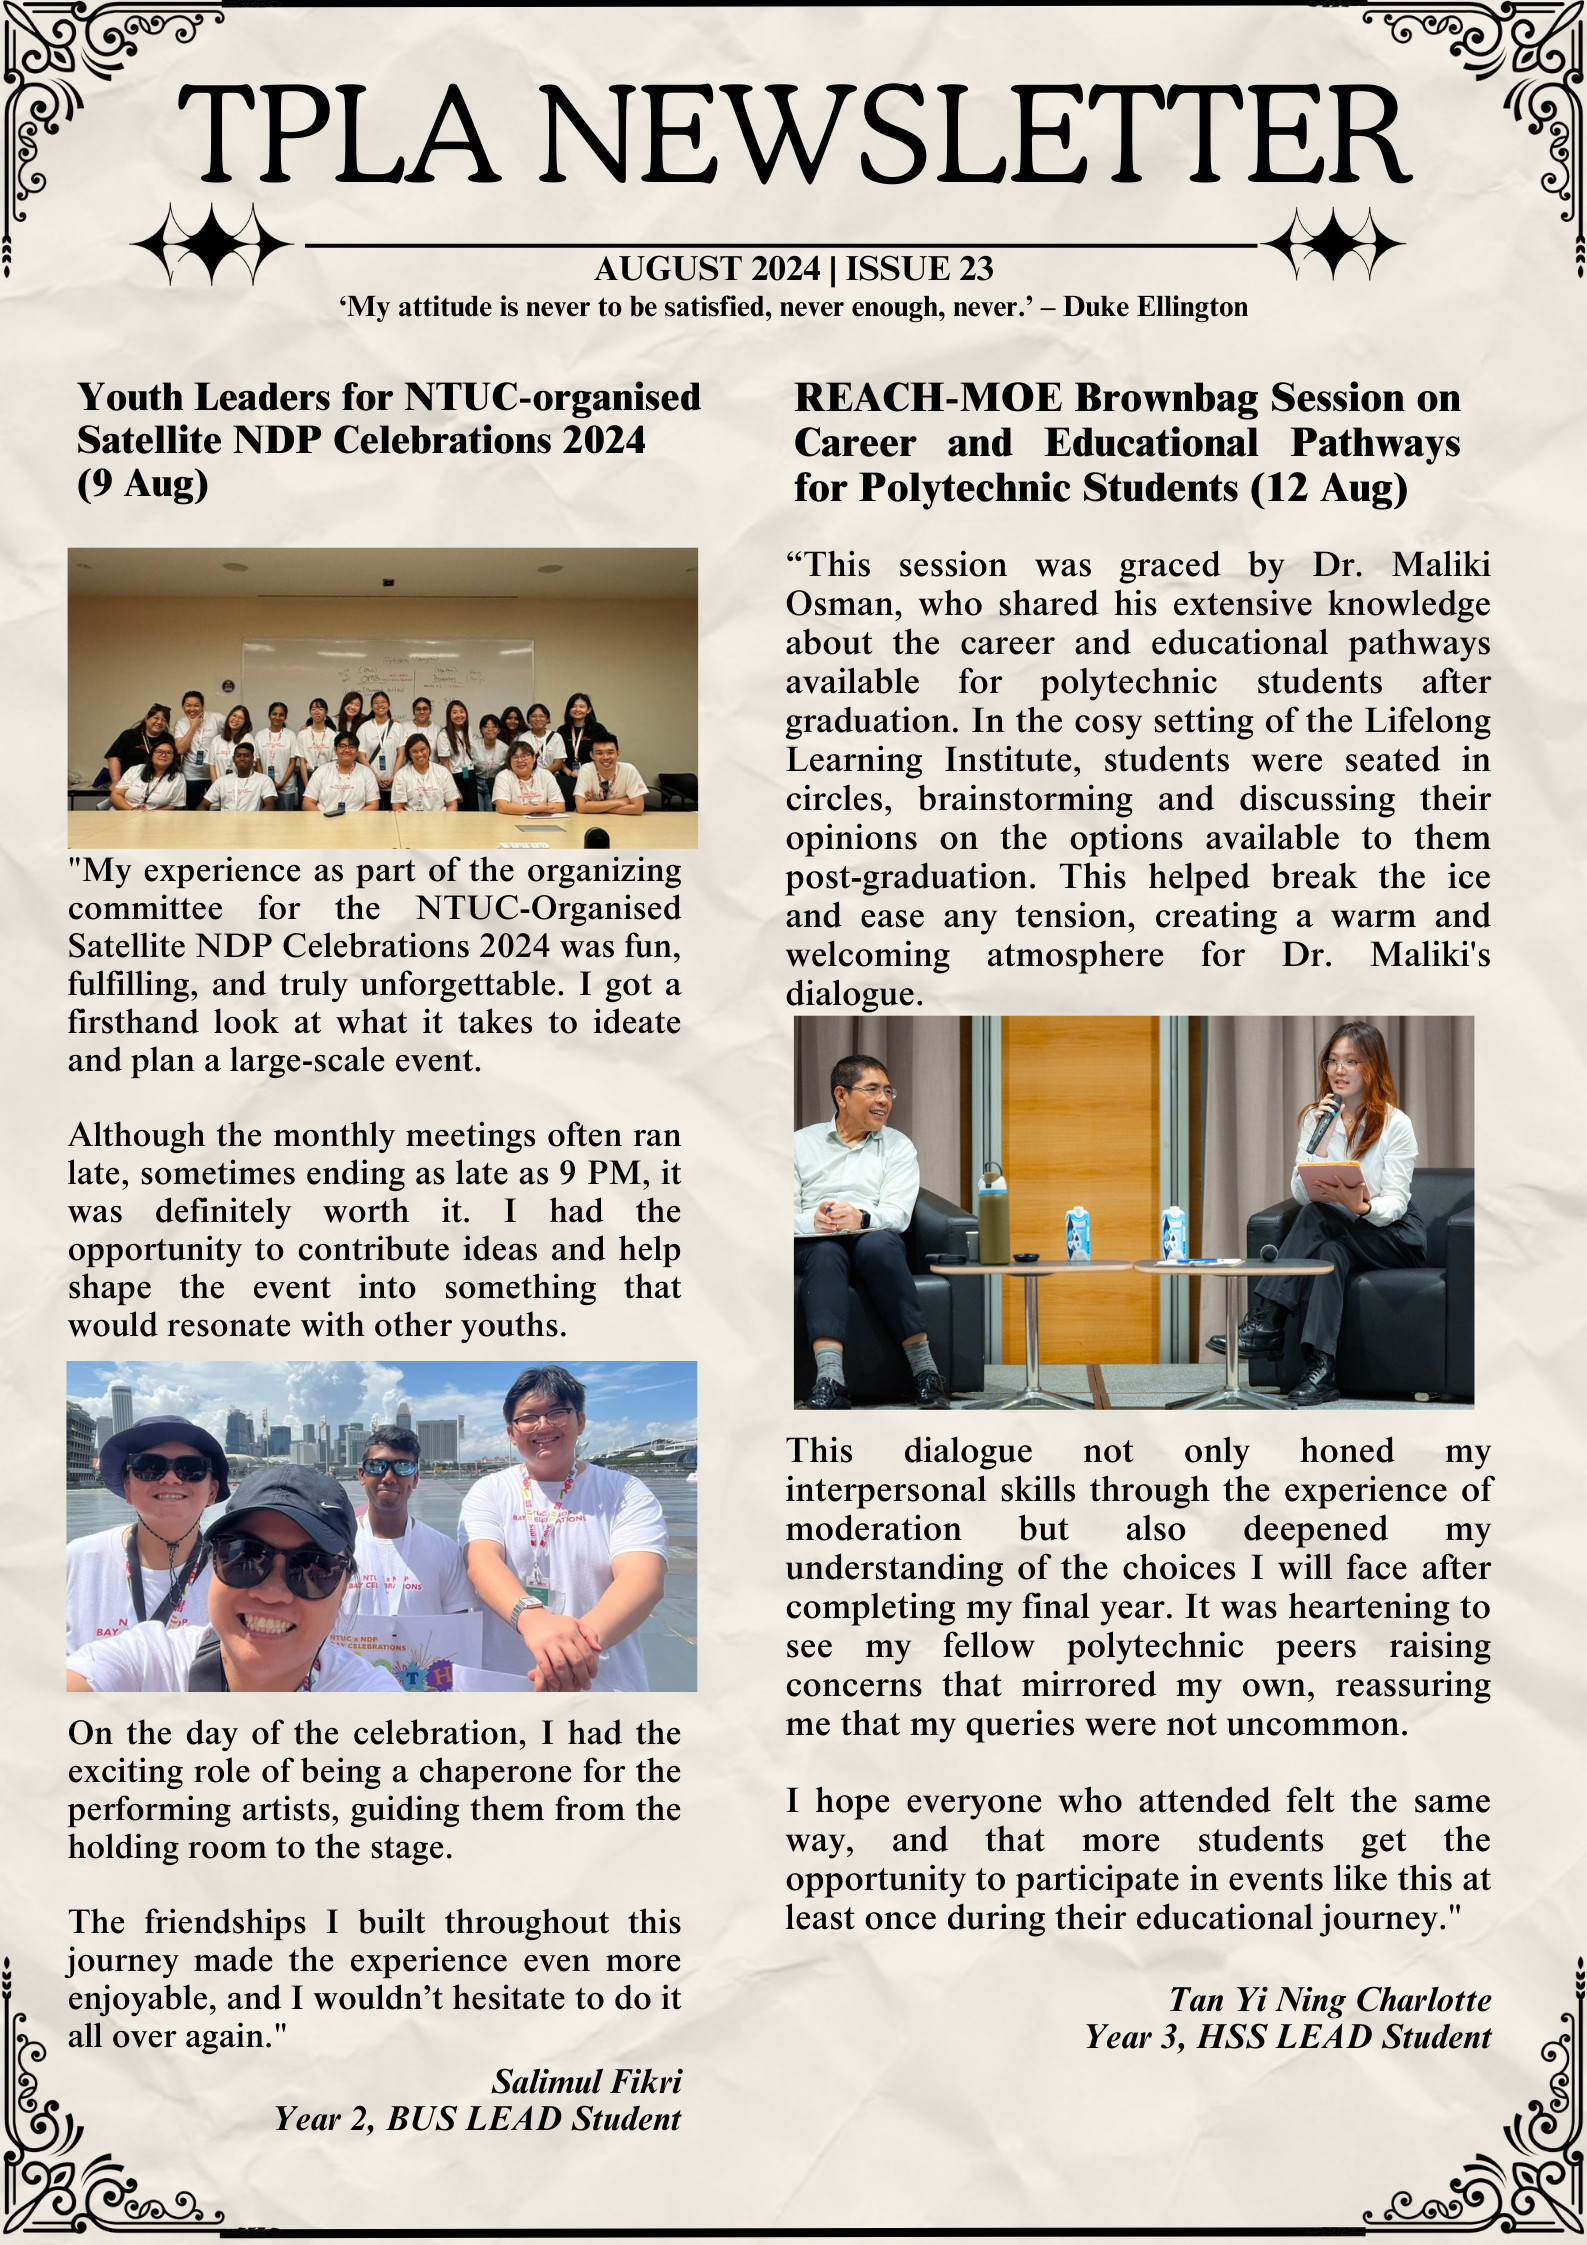 TPLA NEWSLETTER
AUGUST 2024 | ISSUE 23
‘My attitude is never to be satisfied, never enough, never.’ – Duke Ellington
Youth Leaders for NTUC-organised
Satellite NDP Celebrations 2024
(9 Aug)
"My experience as part of the organizing
committee for the NTUC-Organised
Satellite NDP Celebrations 2024 was fun,
fulfilling, and truly unforgettable. I got a
firsthand look at what it takes to ideate
and plan a large-scale event.
Although the monthly meetings often ran
late, sometimes ending as late as 9 PM, it
was definitely worth it. I had the
opportunity to contribute ideas and help
shape the event into something that
would resonate with other youths.
NTUC x NDP
BAY CELEBRATIONS
On the day of the celebration, I had the
exciting role of being a chaperone for the
performing artists, guiding them from the
holding room to the stage.
The friendships I built throughout this
journey made the experience even more
enjoyable, and I wouldn’t hesitate to do it
all over again."
Salimul Fikri
Year 2, BUS LEAD Student
REACH-MOE Brownbag Session on
Career and Educational Pathways
for Polytechnic Students (12 Aug)
“This session was graced by Dr. Maliki
Osman, who shared his extensive knowledge
about the career and educational pathways
available for polytechnic students after
graduation. In the cosy setting of the Lifelong
Learning Institute, students were seated in
circles, brainstorming and discussing their
opinions on the options available to them
post-graduation. This helped break the ice
and ease any tension, creating a warm and
welcoming atmosphere for Dr. Maliki's
dialogue.
This dialogue not only honed my
interpersonal skills through the experience of
moderation but also deepened my
understanding of the choices I will face after
completing my final year. It was heartening to
see my fellow polytechnic peers raising
concerns that mirrored my own, reassuring
me that my queries were not uncommon.
I hope everyone who attended felt the same
way, and that more students get the
opportunity to participate in events like this at
least once during their educational journey."
Tan Yi Ning Charlotte
Year 3, HSS LEAD Student